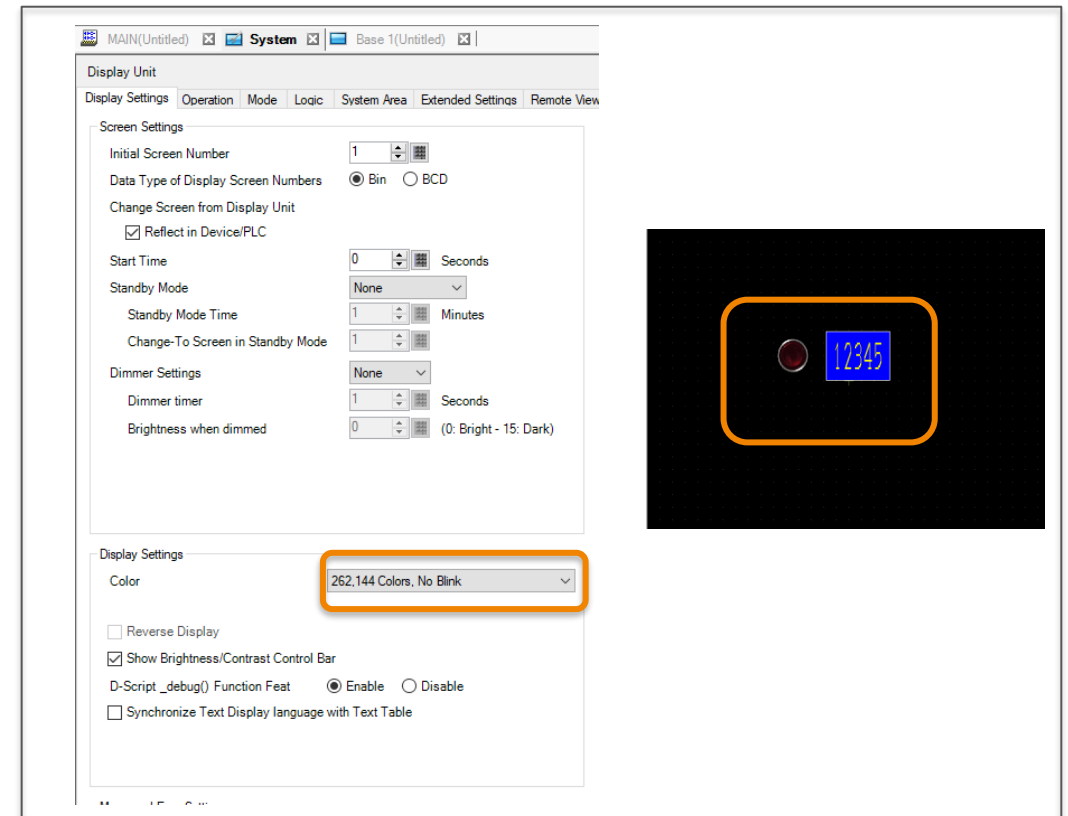 MAIN(Untitled) System Base 1(Untitled)
Display Unit
Display Settings Operation Mode Logic System Area Extended Settings Remote View
Screen Settings
Initial Screen Number 1
Data Type of Display Screen Numbers Bin BCD
Change Screen from Display Unit
Reflect in Device/PLC
Start Time 0 Seconds
Standby Mode None
Standby Mode Time 1 Minutes
Change-To Screen in Standby Mode 1
Dimmer Settings None
Dimmer timer 1 Seconds
Brightness when dimmed 0 (0: Bright - 15: Dark)
12345
Display Settings
Color 262,144 Colors, No Blink
Reverse Display
Show Brightness/Contrast Control Bar
D-Script _debug() Function Feat Enable Disable
Synchronize Text Display language with Text Table